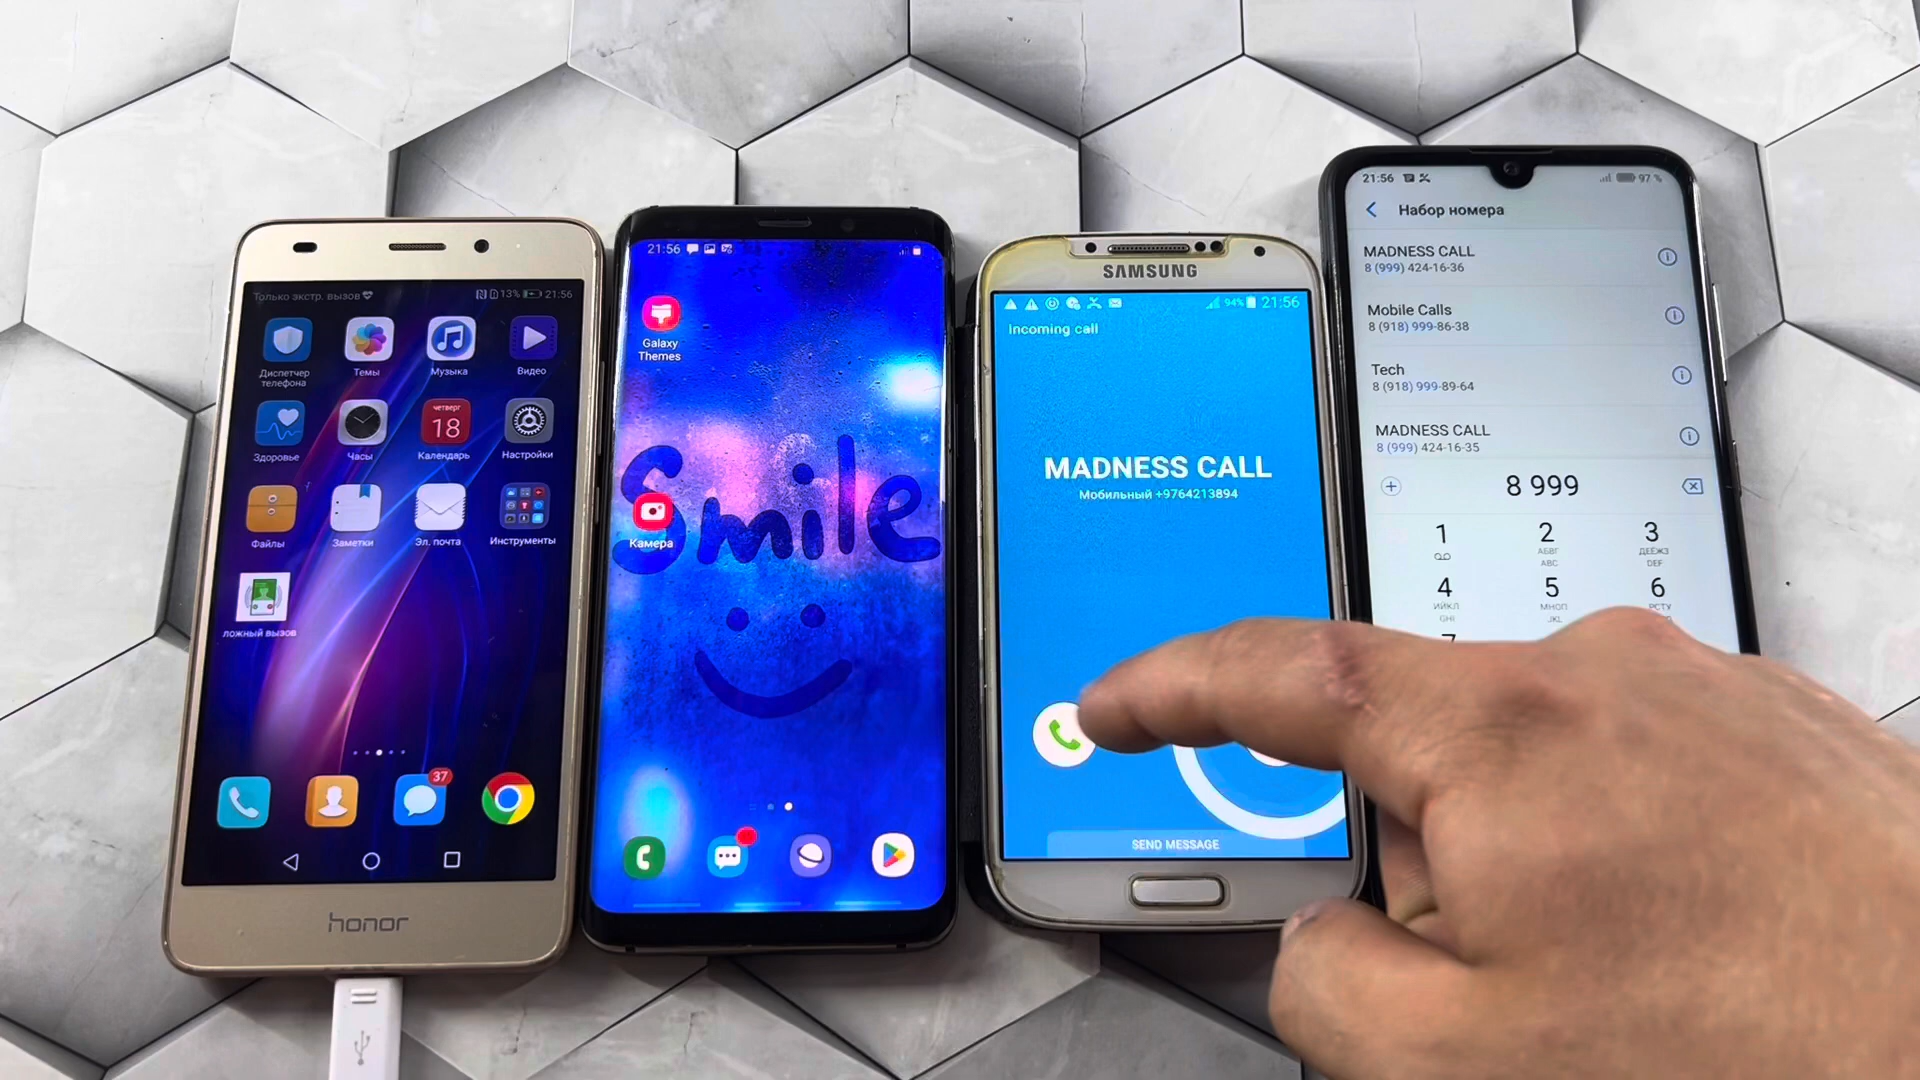 Только экстр. вызов
13%
21:56
Диспетчер
телефона
Темы
Музыка
Видео
Здоровье
Часы
четверг
18
Календарь
Настройки
Файлы
Заметки
Эл. почта
Инструменты
ложный вызов
37
honor
21:56
Galaxy
Themes
Smile
Камера
SAMSUNG
94%
21:56
Incoming call
MADNESS CALL
Мобильный +9764213894
SEND MESSAGE
21:56
97 %
Набор номера
MADNESS CALL
8 (999) 424-16-36
Mobile Calls
8 (918) 999-86-38
Tech
8 (918) 999-89-64
MADNESS CALL
8 (999) 424-16-35
8 999
1
2
АБВГ
ABC
3
ДЕЁЖЗ
DEF
4
ИЙКЛ
GHI
5
МНОП
JKL
6
РСТУ
7